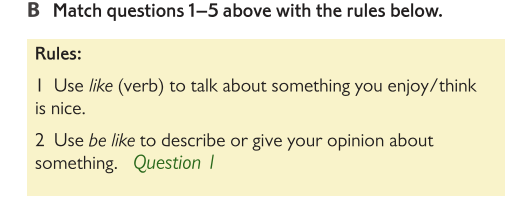 B Match questions 1–5 above with the rules below.
Rules:
1 Use like (verb) to talk about something you enjoy/think
is nice.
2 Use be like to describe or give your opinion about
something. Question 1